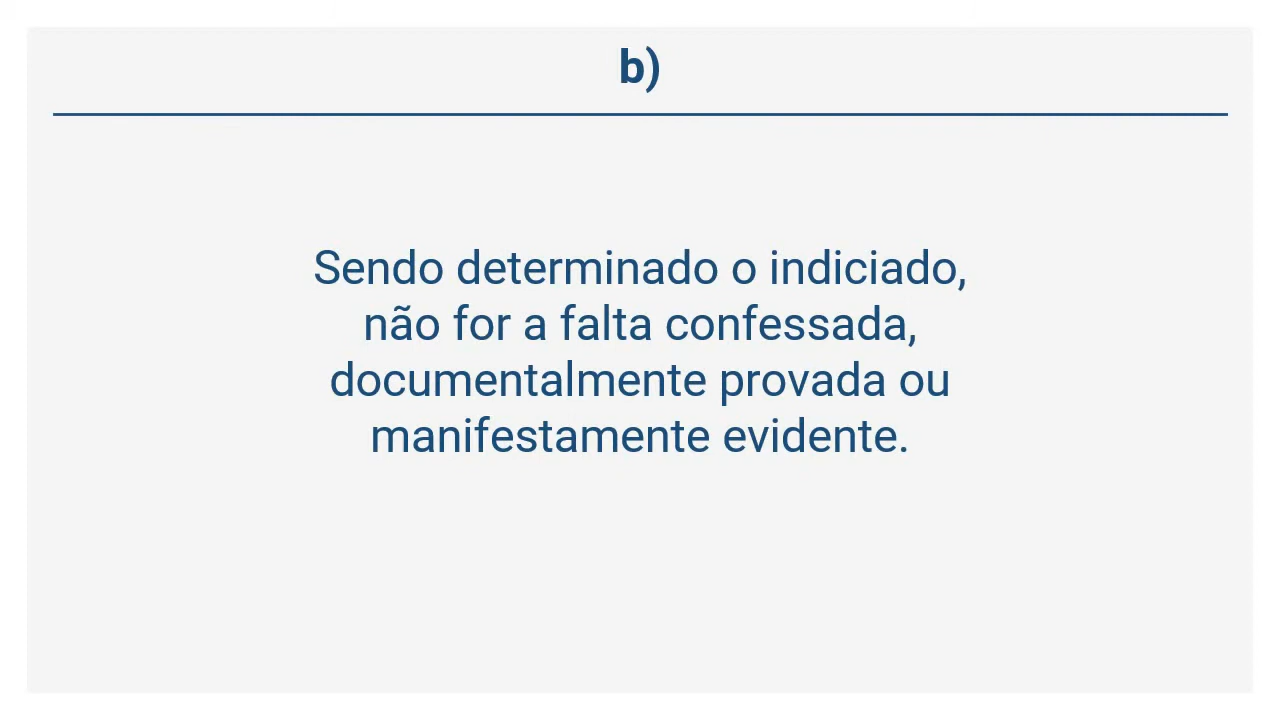 b)
Sendo determinado o indiciado,
não for a falta confessada,
documentalmente provada ou
manifestamente evidente.